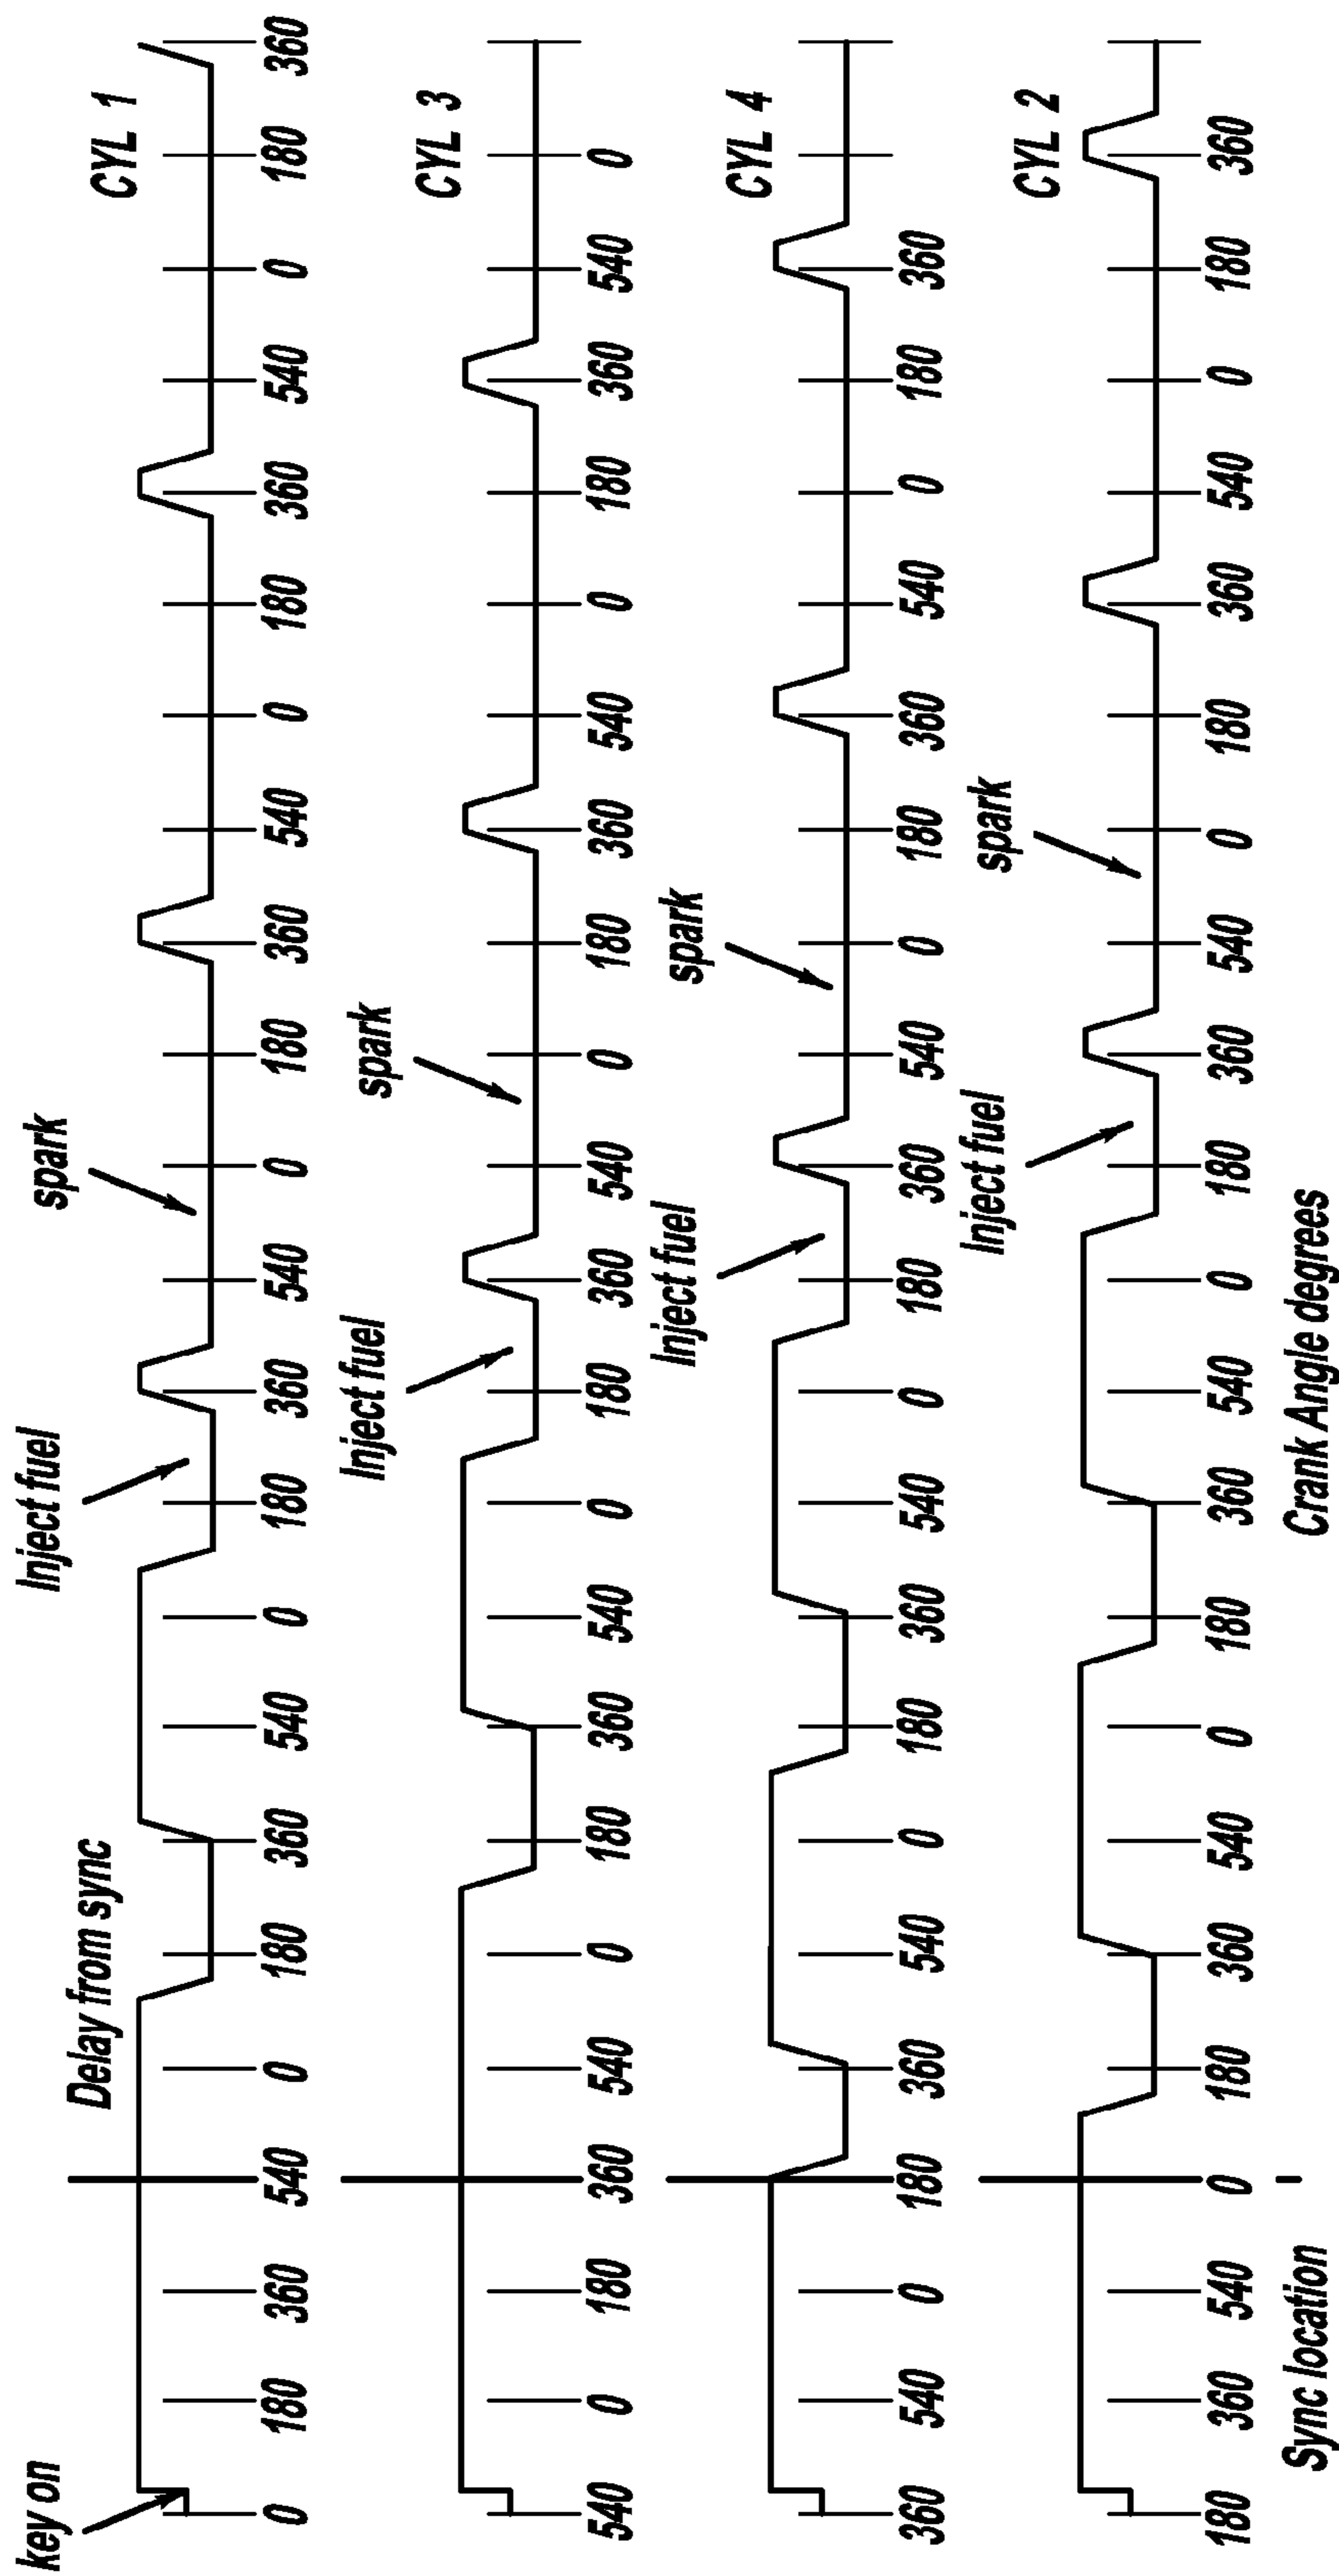 key on
Delay from sync
Inject fuel
spark
CYL 1
0 180 360 540 0 180 360 540 0 180 360 540 0 180 360 540 0 180 360 540 0 180 360
Inject fuel
spark
CYL 3
540 0 180 360 540 0 180 360 540 0 180 360 540 0 180 360 540 0 180 360 540 0
Inject fuel
spark
CYL 4
360 540 0 180 360 540 0 180 360 540 0 180 360 540 0 180 360 540 0 180 360
Inject fuel
spark
CYL 2
180 360 540 0 180 360 540 0 180 360 540 0 180 360 540 0 180 360 540 0 180 360
Sync location
Crank Angle degrees